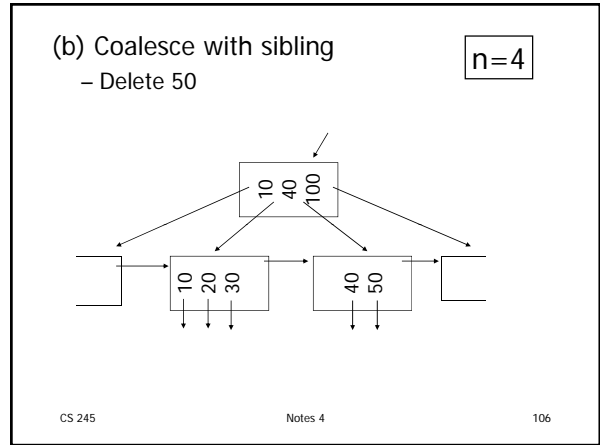 (b) Coalesce with sibling
– Delete 50
n=4
10 40 100
10 20 30
40 50
CS 245
Notes 4
106